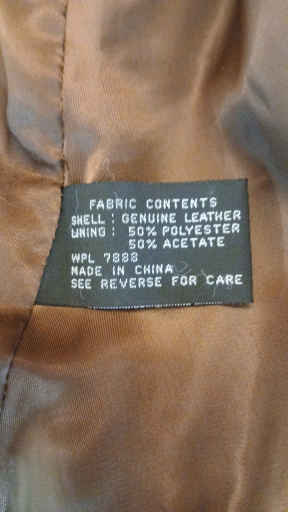 FABRIC CONTENTS
SHELL : GENUINE LEATHER
LINING : 50% POLYESTER
50% ACETATE
WPL 7888
MADE IN CHINA
SEE REVERSE FOR CARE